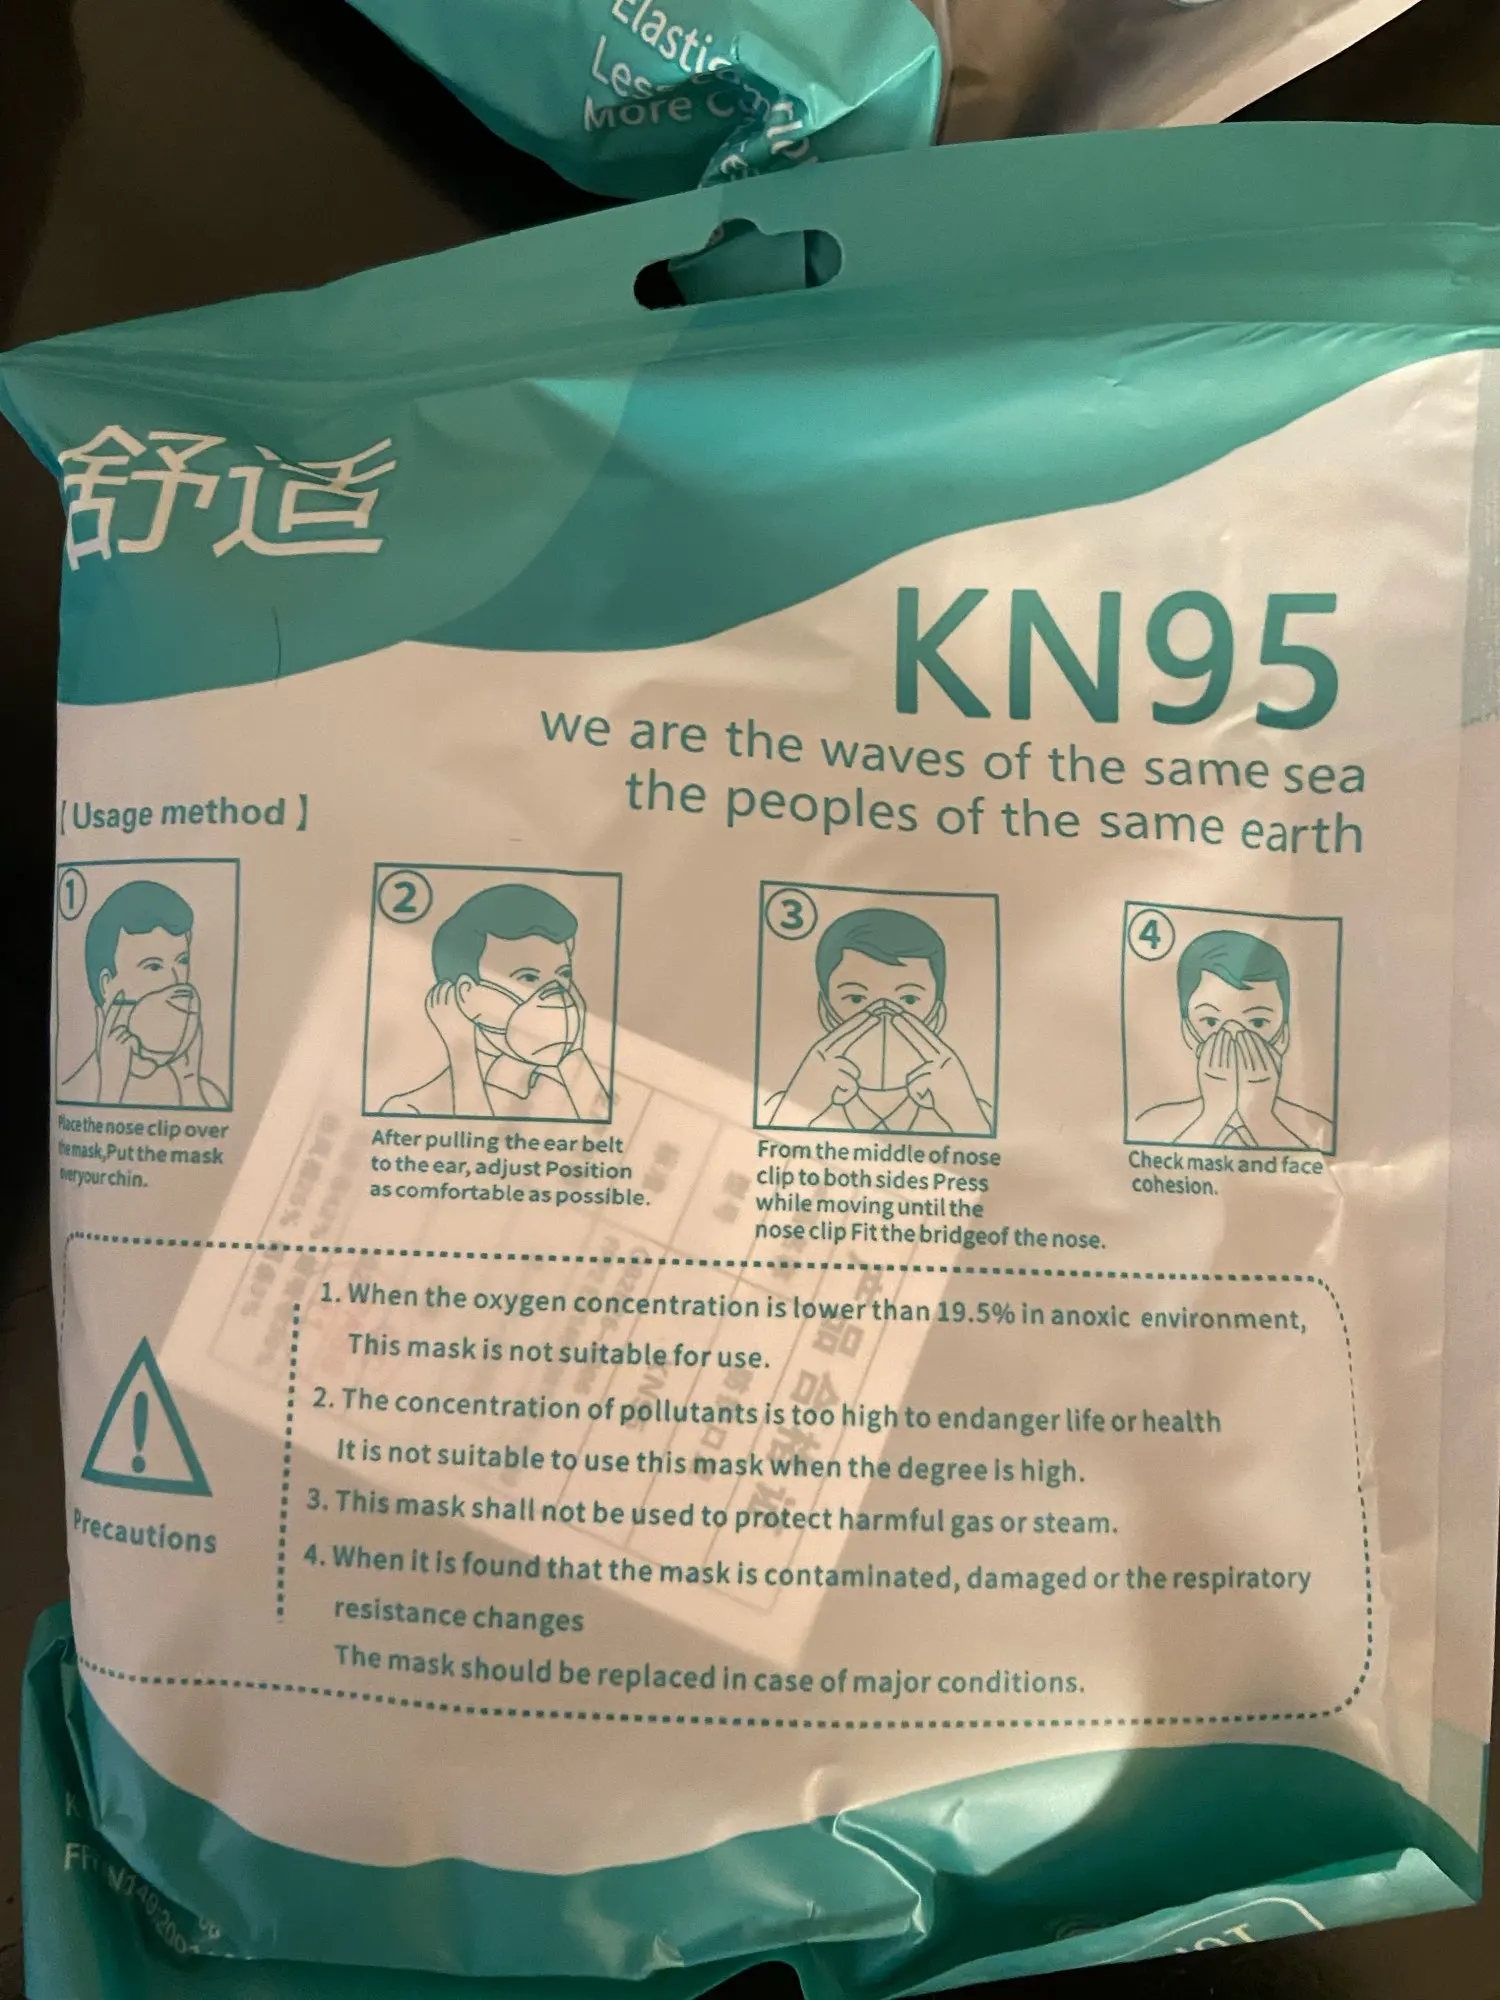 Elastic
More
舒适
KN95
we are the waves of the same sea
the peoples of the same earth
【Usage method】
1
2
3
4
Place the nose clip over
the mask,Put the mask
over your chin.
After pulling the ear belt
to the ear, adjust Position
as comfortable as possible.
From the middle of nose
clip to both sides Press
while moving until the
nose clip Fit the bridgeof the nose.
Check mask and face
cohesion.
Precautions
1. When the oxygen concentration is lower than 19.5% in anoxic environment,
This mask is not suitable for use.
2. The concentration of pollutants is too high to endanger life or health
It is not suitable to use this mask when the degree is high.
3. This mask shall not be used to protect harmful gas or steam.
4. When it is found that the mask is contaminated, damaged or the respiratory
resistance changes
The mask should be replaced in case of major conditions.